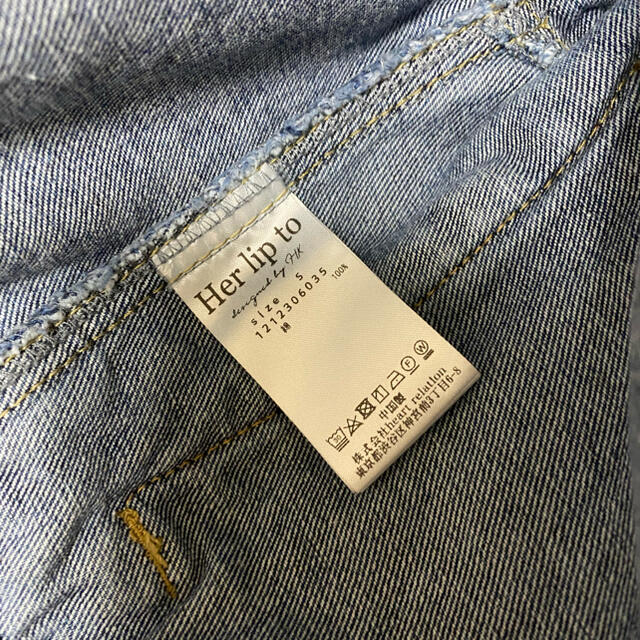 Her lip to
designed by HK
size S
1212306035
綿 100%
中国製
株式会社heart relation
東京都渋谷区神宮前3丁目6-8